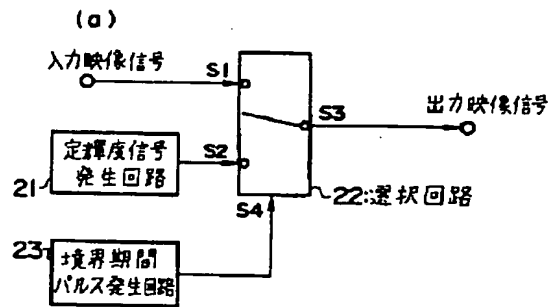 (a)
入力映像信号
S1
S3
出力映像信号
定輝度信号
発生回路
S2
21
S4
22:選択回路
23
境界期間
パルス発生回路